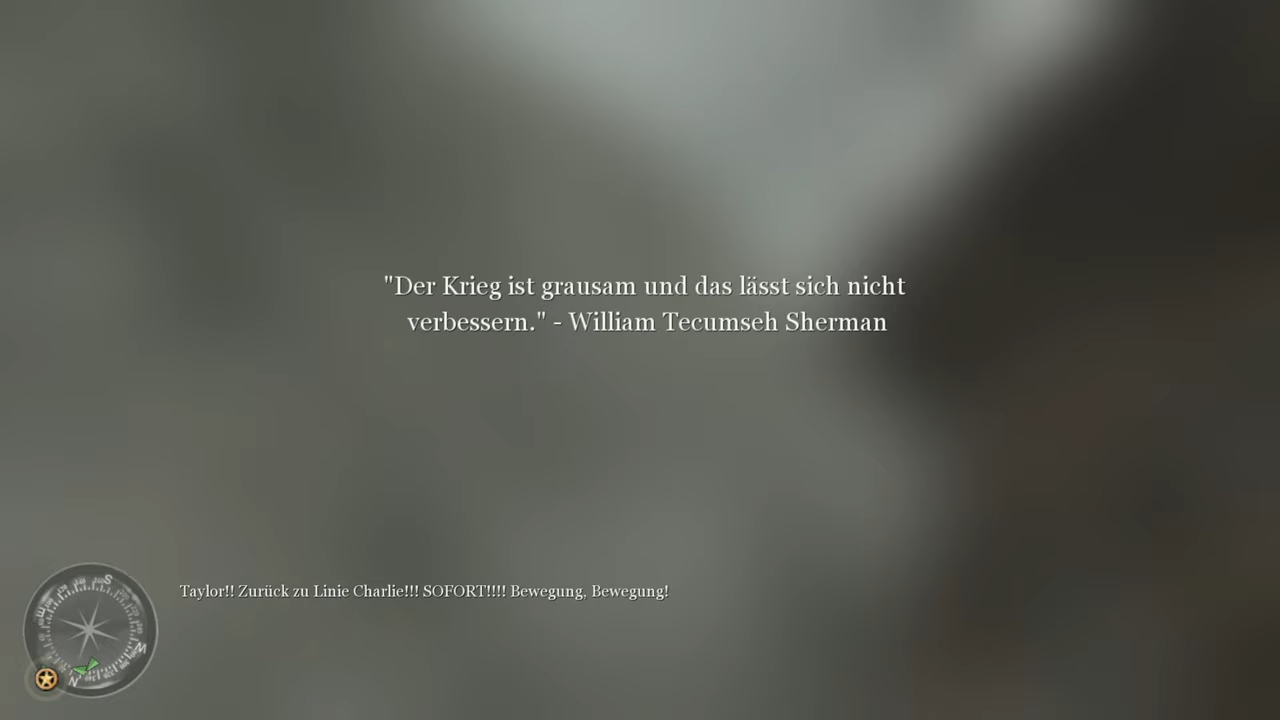 "Der Krieg ist grausam und das lässt sich nicht
verbessern." - William Tecumseh Sherman
Taylor!! Zurück zu Linie Charlie!!! SOFORT!!!! Bewegung, Bewegung!
S
E
W
N